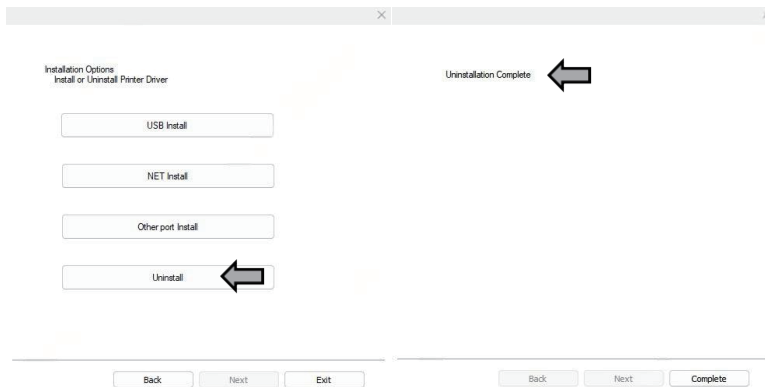 Installation Options
Install or Uninstall Printer Driver
USB Install
NET Install
Other port Install
Uninstall
Back Next Exit
Uninstallation Complete
Back Next Complete